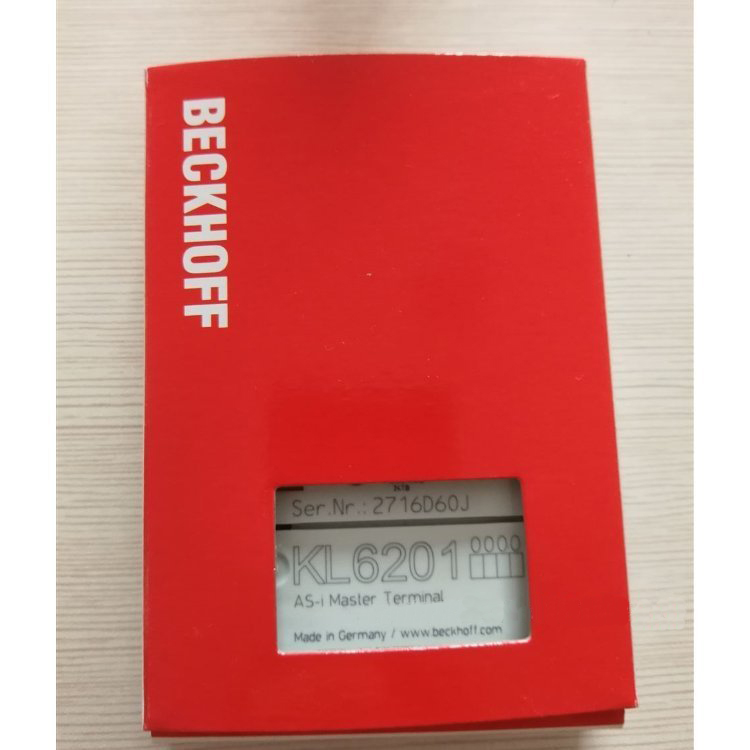 BECKHOFF
Ser.Nr.: 2716D60J
KL6201
AS-i Master Terminal
Made in Germany / www.beckhoff.com